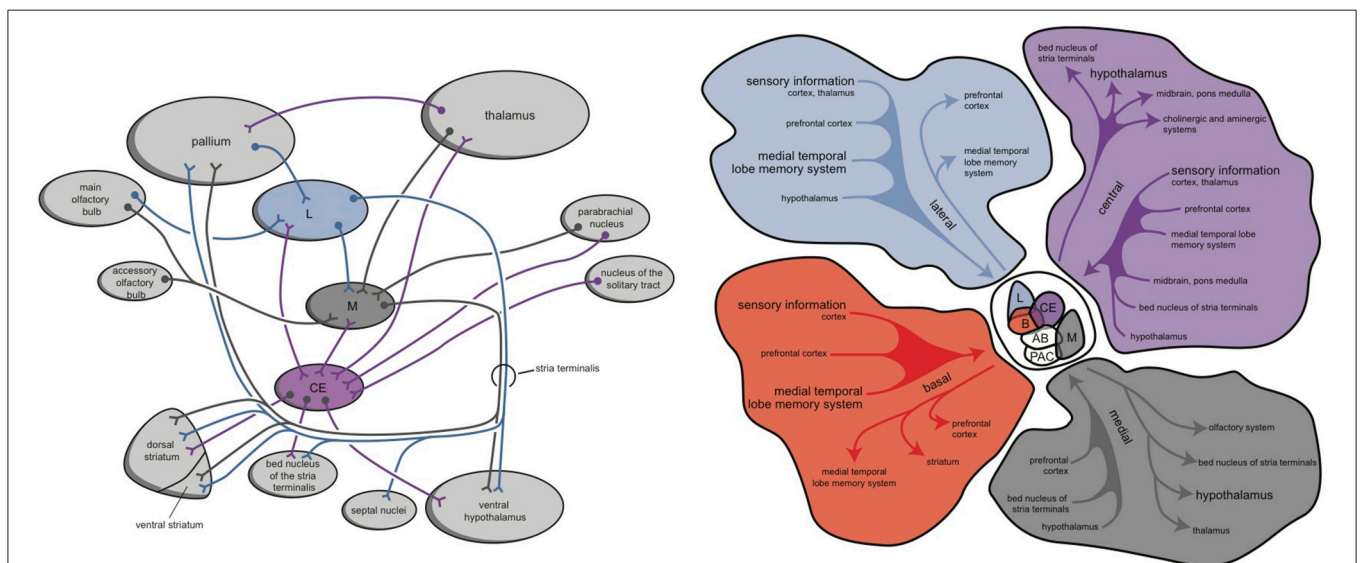 pallium
thalamus
main
olfactory
bulb
L
parabrachial
nucleus
accessory
olfactory
bulb
nucleus of the
solitary tract
M
stria terminalis
CE
dorsal
striatum
bed nucleus
of the stria
terminalis
ventral striatum
septal nuclei
ventral
hypothalamus
sensory information
cortex, thalamus
prefrontal cortex
medial temporal
lobe memory system
hypothalamus
prefrontal
cortex
medial temporal
lobe memory
system
lateral
bed nucleus of
stria terminals
hypothalamus
midbrain, pons medulla
cholinergic and aminergic
systems
central
sensory information
cortex, thalamus
prefrontal cortex
medial temporal lobe
memory system
midbrain, pons medulla
bed nucleus of stria terminals
hypothalamus
sensory information
cortex
prefrontal cortex
medial temporal
lobe memory system
basal
prefrontal
cortex
striatum
medial temporal
lobe memory system
L
CE
B
AB
M
PAC
medial
prefrontal
cortex
bed nucleus of
stria terminals
hypothalamus
olfactory system
bed nucleus of stria terminals
hypothalamus
thalamus